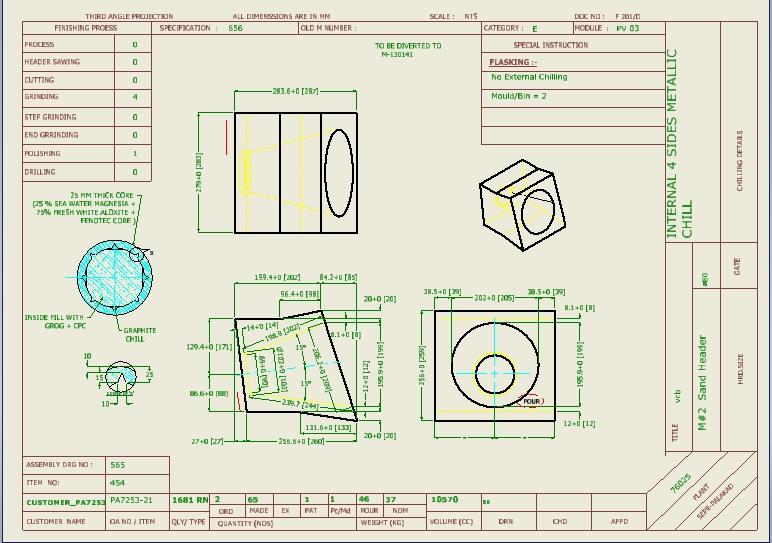 THIRD ANGLE PROJECTION ALL DIMENSSIONS ARE IN MM SCALE : NTS DOC NO : F 201/D
FINISHING PROESS SPECIFICATION : 656 OLD M NUMBER : CATEGORY : E MODULE : PV 03
PROCESS 0
HEADER SAWING 0
CUTTING 0
GRINDING 4
STEP GRINDING 0
END GRRINDING 0
POLISHING 1
DRILLING 0
TO BE DIVERTED TO
M-130141
SPECIAL INSTRUCTION
FLASKING :-
No External Chilling
Mould/Bin = 2
INTERNAL 4 SIDES METALLIC
CHILL
CHILLING DETAILS
283.6+0 [287]
279+0 [283]
25 MM THICK CORE
(25 % SEA WATER MAGNESIA +
75% FRESH WHITE ALOXITE +
FENOTEC CORE )
X
INSIDE FILL WITH
GROG + CPC
GRAPHITE
CHILL
10
15
25
10
199.4+0 [202] 84.2+0 [85]
96.4+0 [98]
20+0 [20]
14+0 [14]
198.9 [202]
8.1+0 [8]
129.4+0 [171]
15°
15°
195.9+0 [199]
12+0 [12]
86.6+0 [88]
239.7 [244]
131.6+0 [133]
27+0 [27] 256.6+0 [260] 20+0 [20]
38.5+0 [39] 38.5+0 [39]
202+0 [205]
8.1+0 [8]
256+0 [259]
195.9+0 [199]
POUR
12+0 [12]
GATE
#80
HRD.SIZE
M#2 Sand Header
TITLE vrb
76025
PLANT
SEPR-PALAKAD
ASSEMBLY DRG NO : 565
ITEM NO: 454
CUSTOMER_PA7253 PA7253-21 1681 RN 2 65 1 1 46 37 10570
ORD MADE EX PAT Pc/Md POUR NOM
CUSTOMER NAME OA NO / ITEM QLY/ TYPE QUANTITY (NOS) WEIGHT (KG) VOLUME (CC) DRN CHD APPD